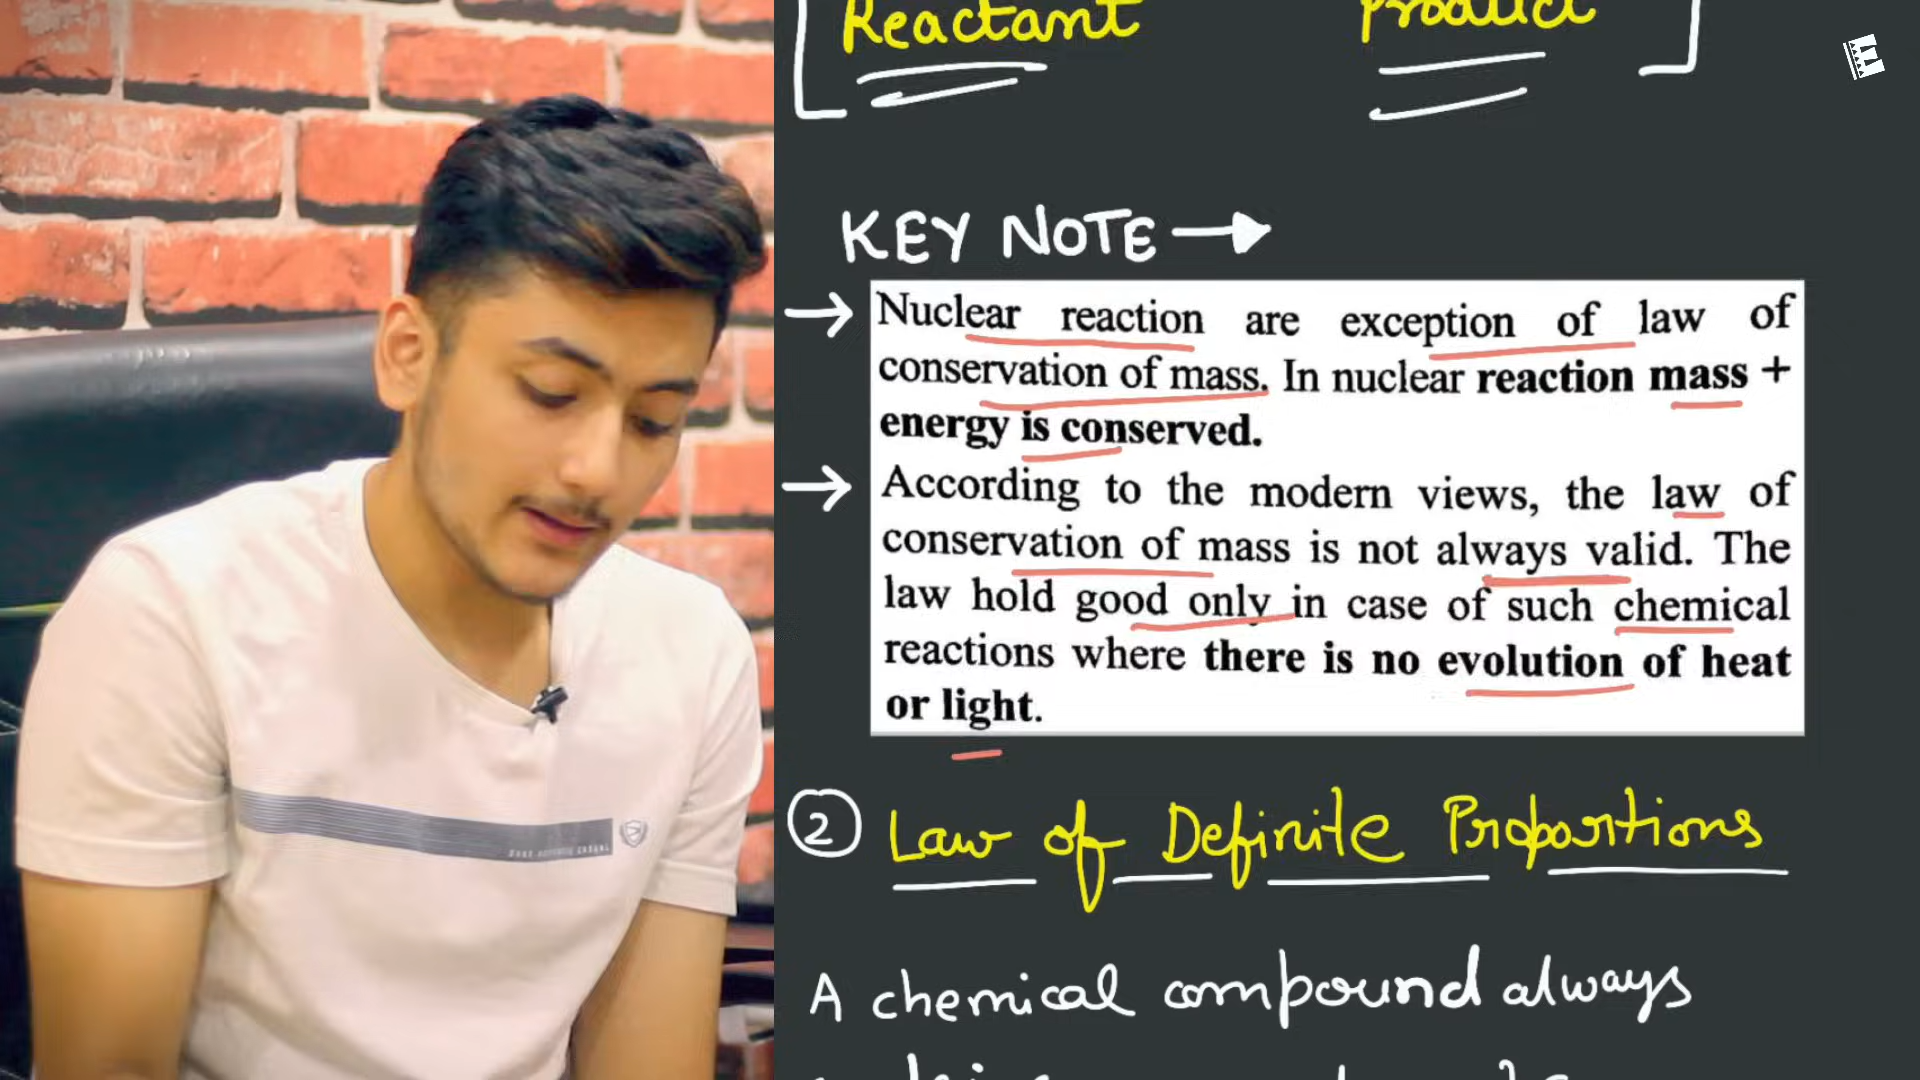 Reactant Product
KEY NOTE →
→ Nuclear reaction are exception of law of
conservation of mass. In nuclear reaction mass +
energy is conserved.
→ According to the modern views, the law of
conservation of mass is not always valid. The
law hold good only in case of such chemical
reactions where there is no evolution of heat
or light.
② Law of Definite Proportions
A chemical compound always